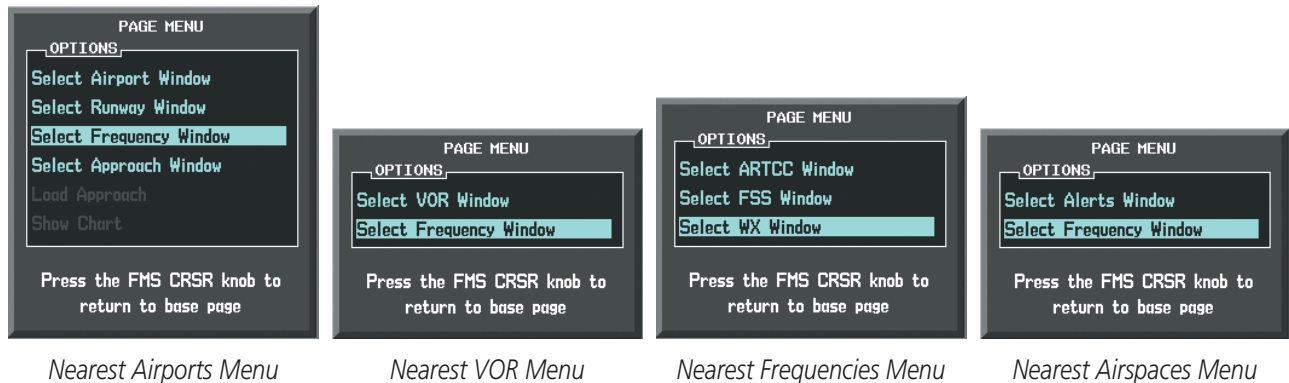 PAGE MENU
OPTIONS
Select Airport Window
Select Runway Window
Select Frequency Window
Select Approach Window
Load Approach
Show Chart
Press the FMS CRSR knob to
return to base page
Nearest Airports Menu
PAGE MENU
OPTIONS
Select VOR Window
Select Frequency Window
Press the FMS CRSR knob to
return to base page
Nearest VOR Menu
PAGE MENU
OPTIONS
Select ARTCC Window
Select FSS Window
Select WX Window
Press the FMS CRSR knob to
return to base page
Nearest Frequencies Menu
PAGE MENU
OPTIONS
Select Alerts Window
Select Frequency Window
Press the FMS CRSR knob to
return to base page
Nearest Airspaces Menu